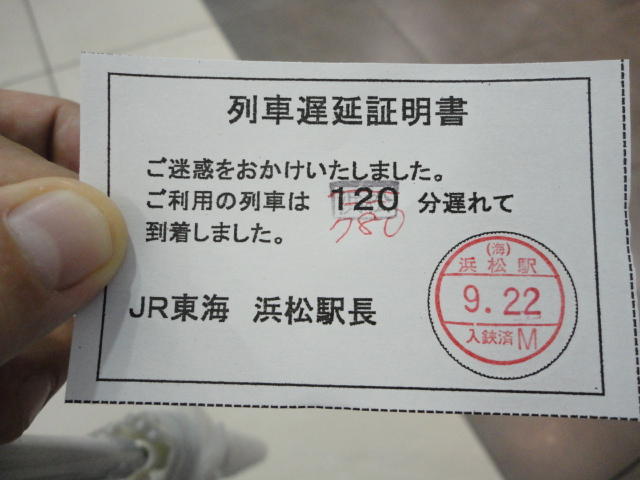 列車遅延証明書
ご迷惑をおかけいたしました。
ご利用の列車は 120 分遅れて
780
到着しました。
JR東海 浜松駅長
(海)
浜松駅
9.22
入鋏済M